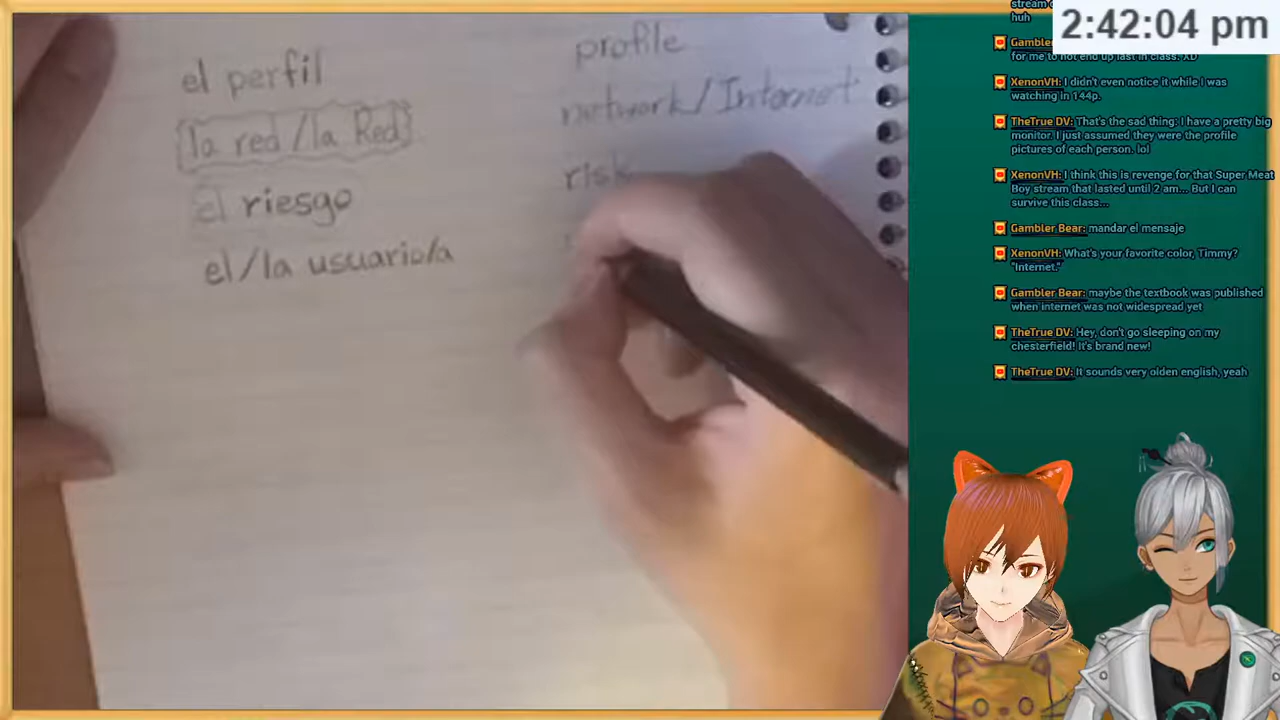 el perfil
profile
la red/la Red
network/Internet
el riesgo
risk
el/la usuario/a
2:42:04 pm
stream
huh
Gambler
for me to not end up last in class. XD
XenonVH: I didn't even notice it while I was
watching in 144p.
TheTrue DV: That's the sad thing: I have a pretty big
monitor. I just assumed they were the profile
pictures of each person. lol
XenonVH: I think this is revenge for that Super Meat
Boy stream that lasted until 2 am... But I can
survive this class...
Gambler Bear: mandar el mensaje
XenonVH: What's your favorite color, Timmy?
"Internet."
Gambler Bear: maybe the textbook was published
when internet was not widespread yet
TheTrue DV: Hey, don't go sleeping on my
chesterfield! It's brand new!
TheTrue DV: It sounds very olden english, yeah